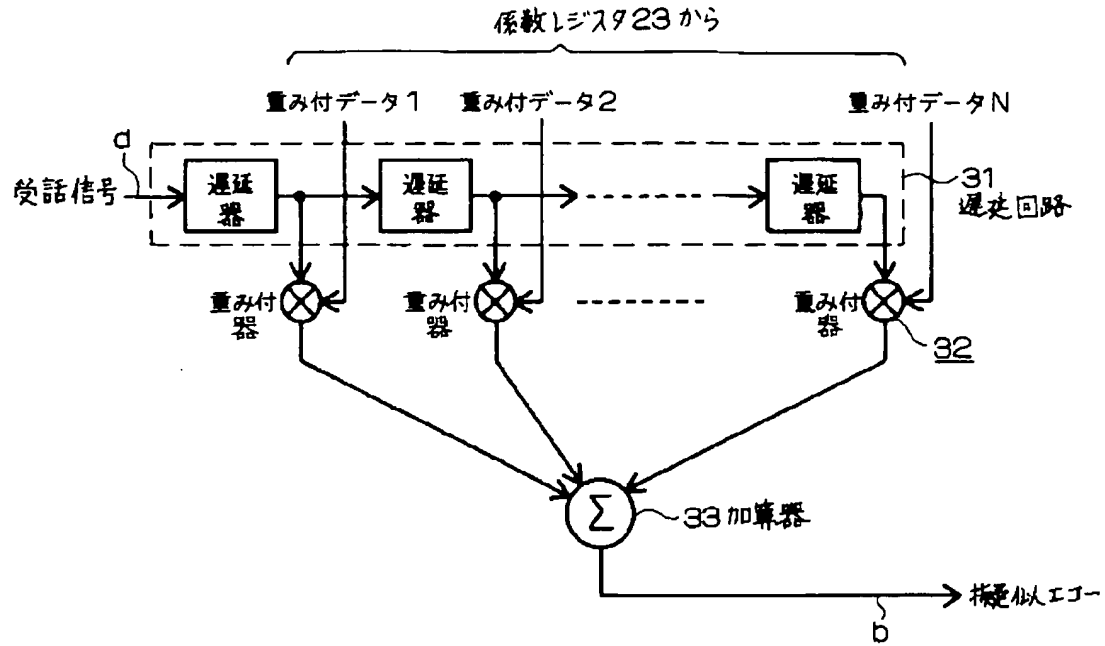 係数レジスタ23から
重み付データ1
重み付データ2
重み付データN
a
受話信号
遅延
器
遅延
器
遅延
器
31
遅延回路
重み付
器
重み付
器
重み付
器
32
Σ
33加算器
b
擬似エコー